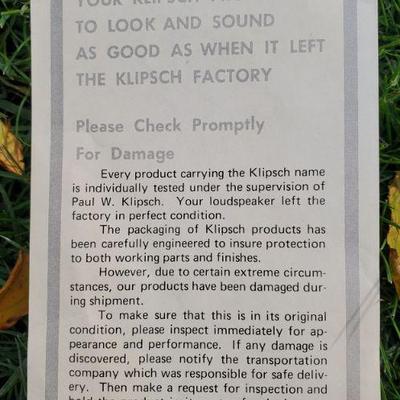 YOUR KLIPSCH
TO LOOK AND SOUND
AS GOOD AS WHEN IT LEFT
THE KLIPSCH FACTORY
Please Check Promptly
For Damage
Every product carrying the Klipsch name
is individually tested under the supervision of
Paul W. Klipsch. Your loudspeaker left the
factory in perfect condition.
The packaging of Klipsch products has
been carefully engineered to insure protection
to both working parts and finishes.
However, due to certain extreme circum-
stances, our products have been damaged dur-
ing shipment.
To make sure that this is in its original
condition, please inspect immediately for ap-
pearance and performance. If any damage is
discovered, please notify the transportation
company which was responsible for safe deliv-
ery. Then make a request for inspection and